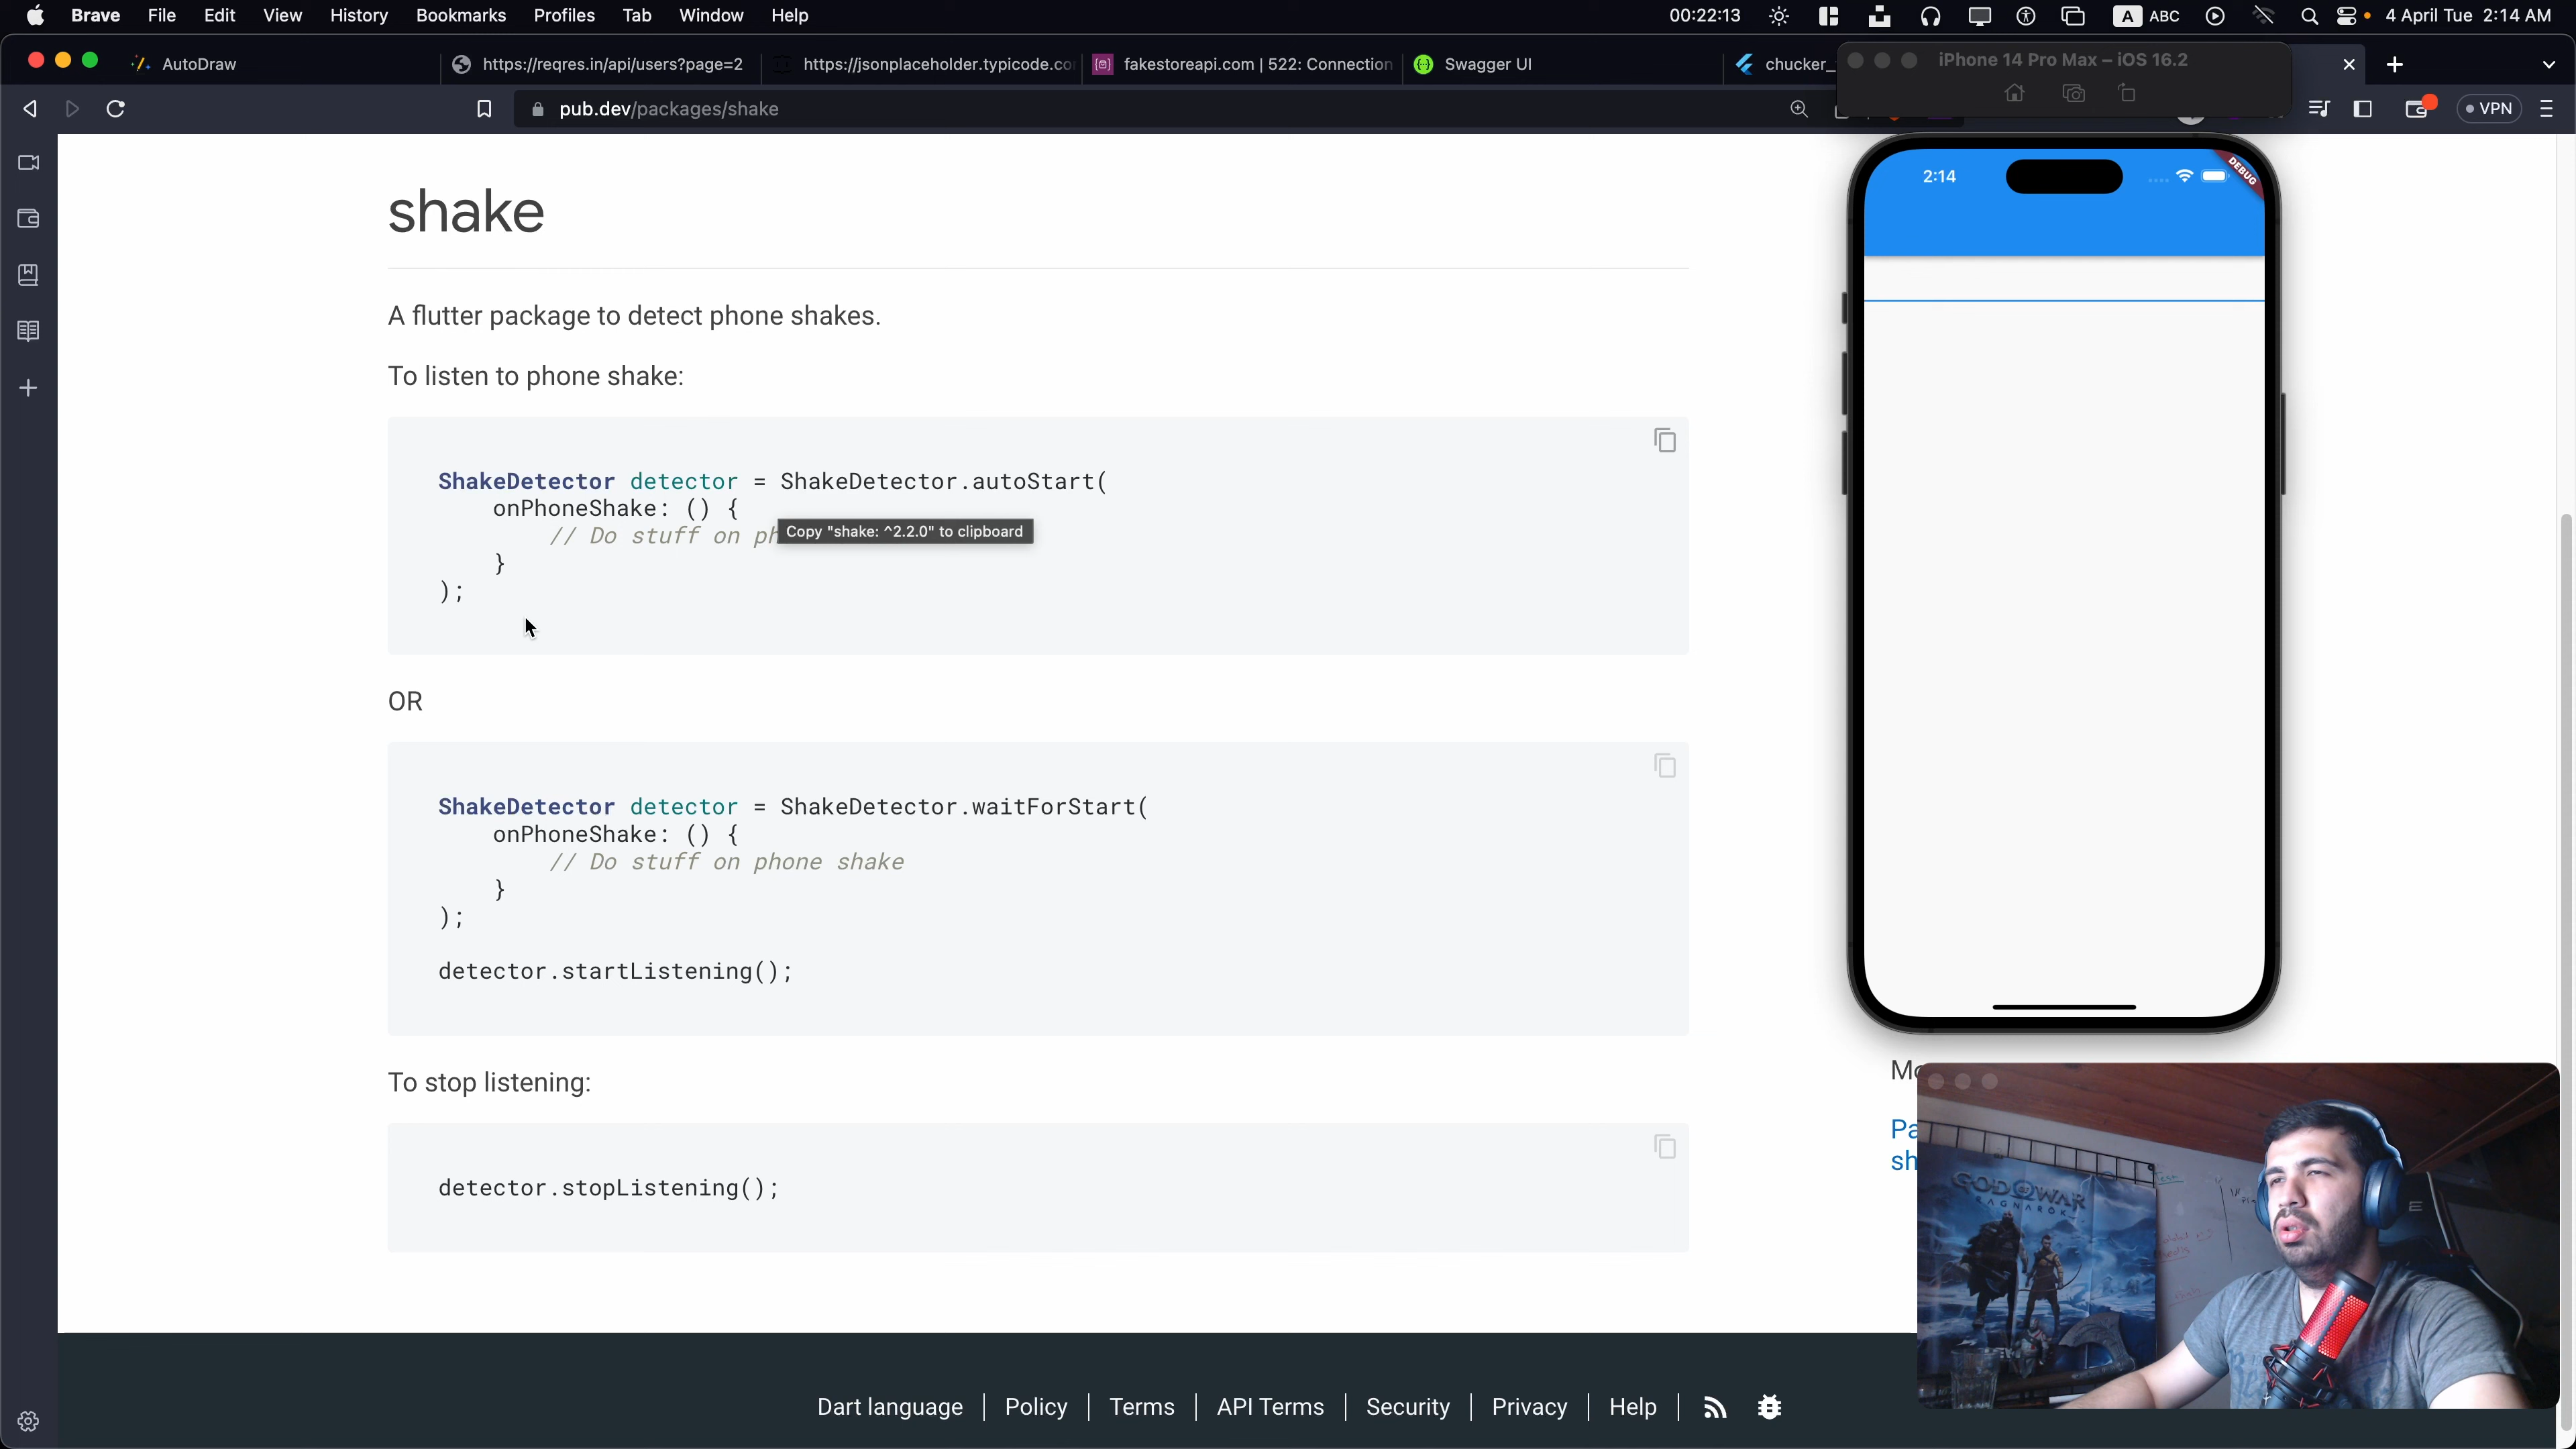 Brave File Edit View History Bookmarks Profiles Tab Window Help 00:22:13 A ABC 4 April Tue 2:14 AM
AutoDraw https://reqres.in/api/users?page=2 https://jsonplaceholder.typicode.co fakestoreapi.com | 522: Connection Swagger UI chucker_
iPhone 14 Pro Max – iOS 16.2
pub.dev/packages/shake VPN
2:14
DEBUG
shake
A flutter package to detect phone shakes.
To listen to phone shake:
ShakeDetector detector = ShakeDetector.autoStart(
onPhoneShake: () {
// Do stuff on ph
Copy "shake: ^2.2.0" to clipboard
}
);
OR
ShakeDetector detector = ShakeDetector.waitForStart(
onPhoneShake: () {
// Do stuff on phone shake
}
);
detector.startListening();
To stop listening:
detector.stopListening();
Mo
Pa
sh
GOD OF WAR
RAGNARÖK
Dart language Policy Terms API Terms Security Privacy Help